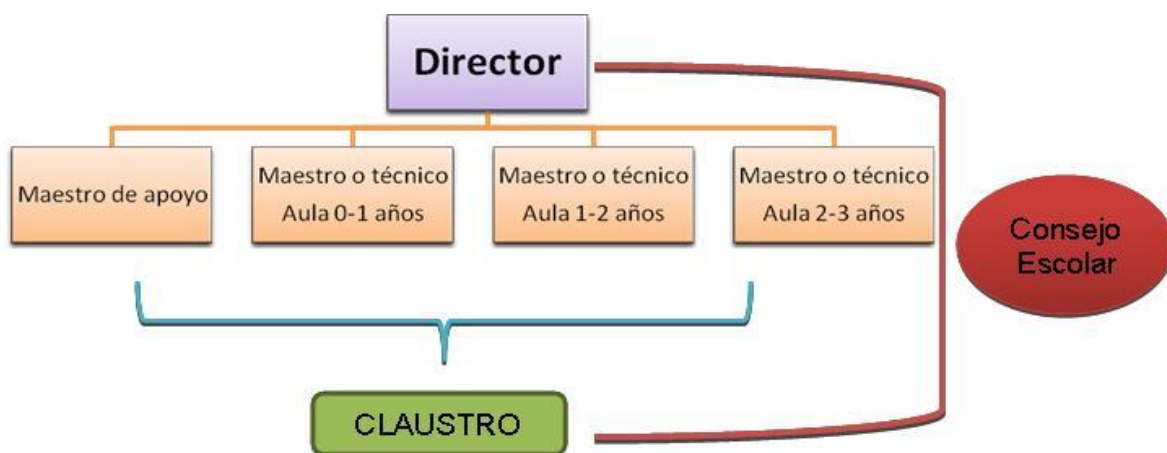 Director
Maestro de apoyo
Maestro o técnico
Aula 0-1 años
Maestro o técnico
Aula 1-2 años
Maestro o técnico
Aula 2-3 años
Consejo
Escolar
CLAUSTRO